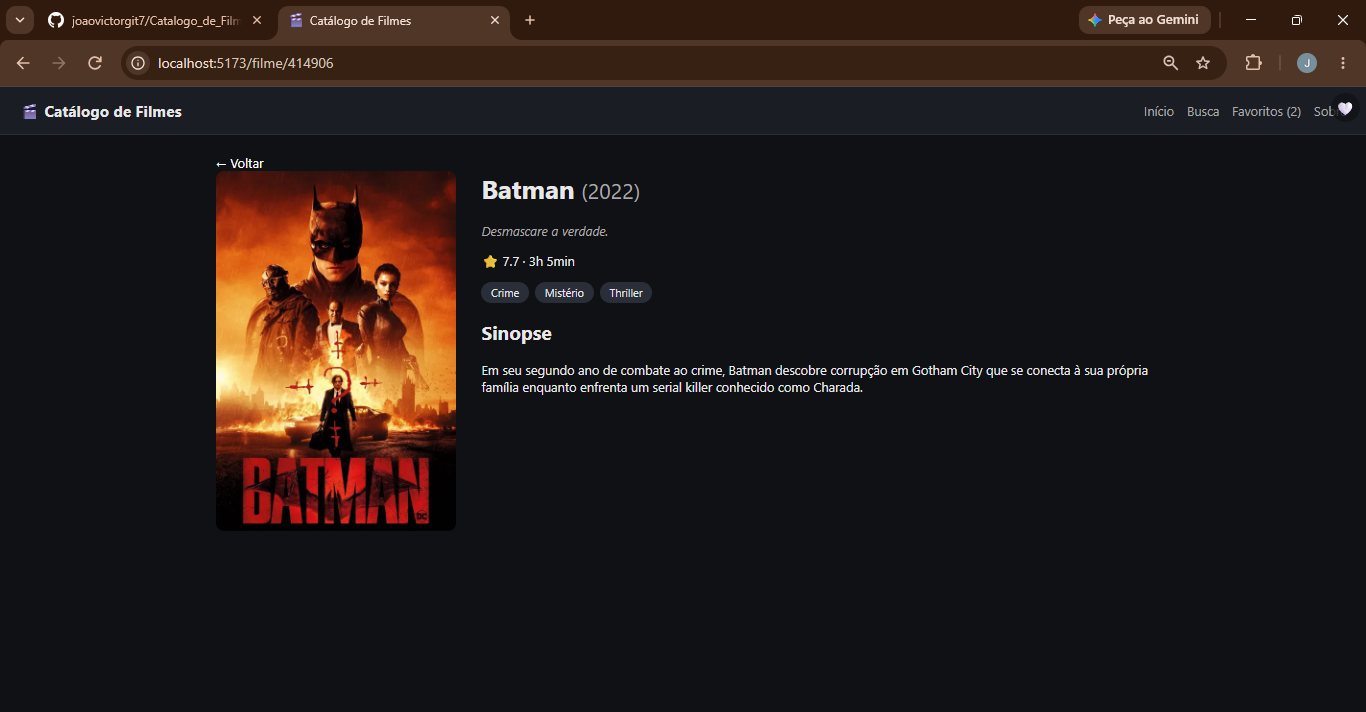 joaovictorgit7/Catalogo_de_Film
Catálogo de Filmes
Peça ao Gemini
localhost:5173/filme/414906
J
Catálogo de Filmes
Início Busca Favoritos (2) Sob
← Voltar
Batman (2022)
Desmascare a verdade.
7.7 · 3h 5min
Crime Mistério Thriller
Sinopse
Em seu segundo ano de combate ao crime, Batman descobre corrupção em Gotham City que se conecta à sua própria
família enquanto enfrenta um serial killer conhecido como Charada.
BATMAN
DC